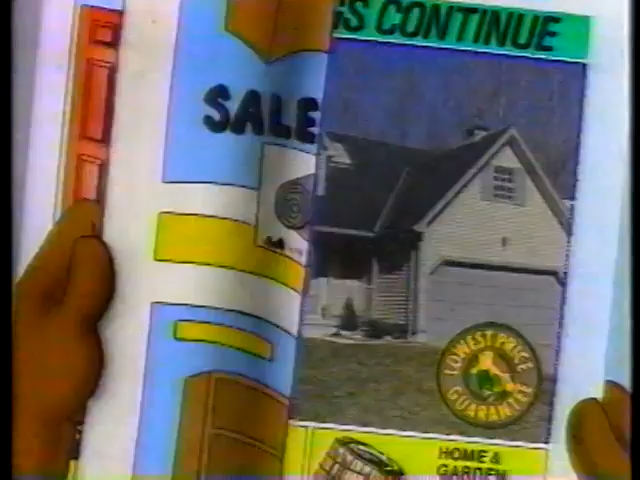 GS CONTINUE
SALE
LOWEST PRICE
GUARANTEE
HOME &
GARDEN